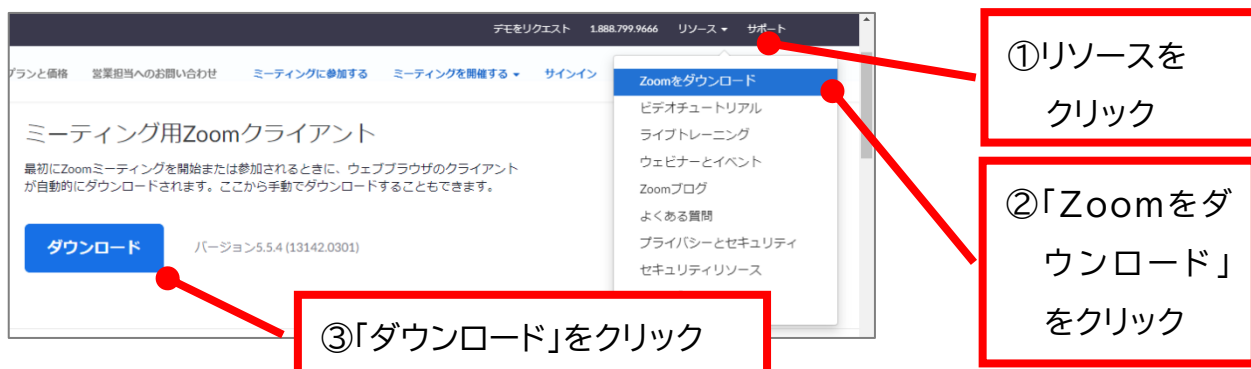 デモをリクエスト 1.888.799.9666 リソース サポート
プランと価格 営業担当へのお問い合わせ ミーティングに参加する ミーティングを開催する サインイン
Zoomをダウンロード
ビデオチュートリアル
ライブトレーニング
ウェビナーとイベント
Zoomブログ
よくある質問
プライバシーとセキュリティ
セキュリティリソース
ミーティング用Zoomクライアント
最初にZoomミーティングを開始または参加されるときに、ウェブブラウザのクライアント
が自動的にダウンロードされます。ここから手動でダウンロードすることもできます。
ダウンロード バージョン5.5.4 (13142.0301)
①リソースを
クリック
②「Zoomをダ
ウンロード」
をクリック
③「ダウンロード」をクリック